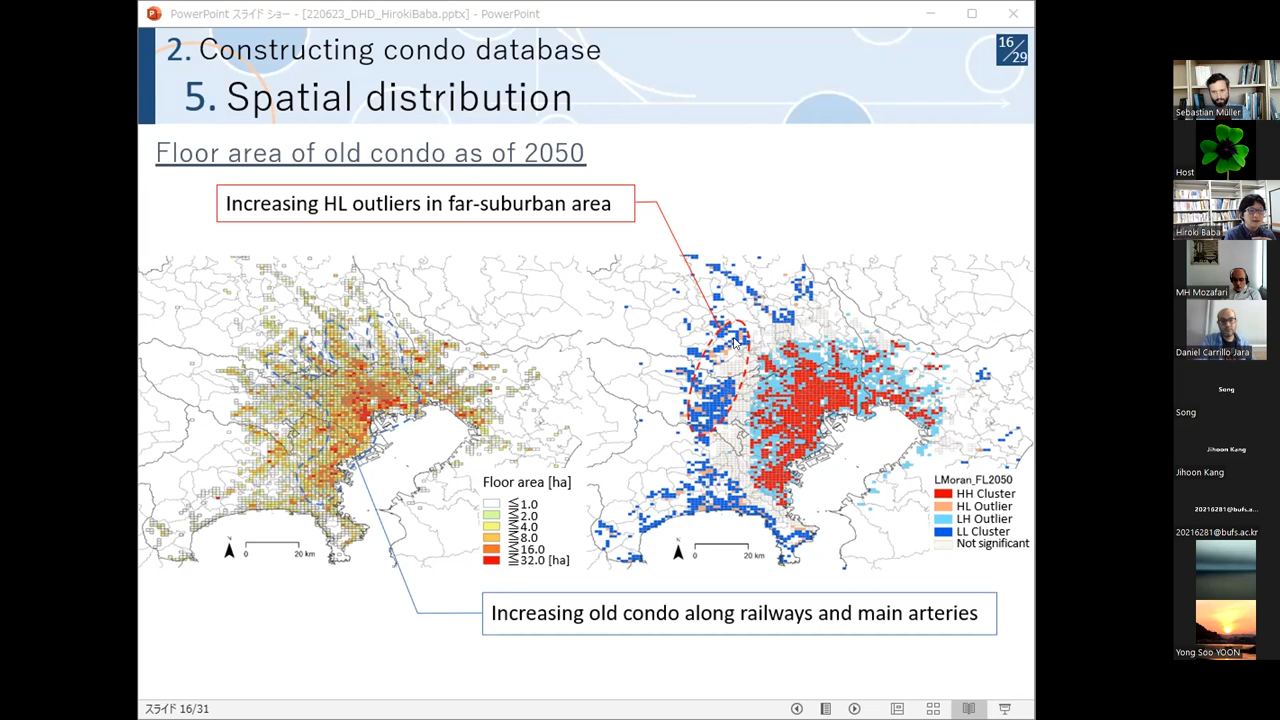 PowerPoint スライド ショー - [220623_DHD_HirokiBaba.pptx] - PowerPoint
2. Constructing condo database
16/29
5. Spatial distribution
Floor area of old condo as of 2050
Increasing HL outliers in far-suburban area
Floor area [ha]
≦1.0
≦2.0
≦4.0
≦8.0
≦16.0
≦32.0 [ha]
0 20 km
LMoran_FL2050
HH Cluster
HL Outlier
LH Outlier
LL Cluster
Not significant
0 20 km
Increasing old condo along railways and main arteries
スライド 16/31
Sebastian Müller
Host
Hiroki Baba
MH Mozafari
Daniel Carrillo Jara
Song
Song
Jihoon Kang
Jihoon Kang
20216281@bufs.a...
20216281@bufs.ac.kr
Yong Soo YOON